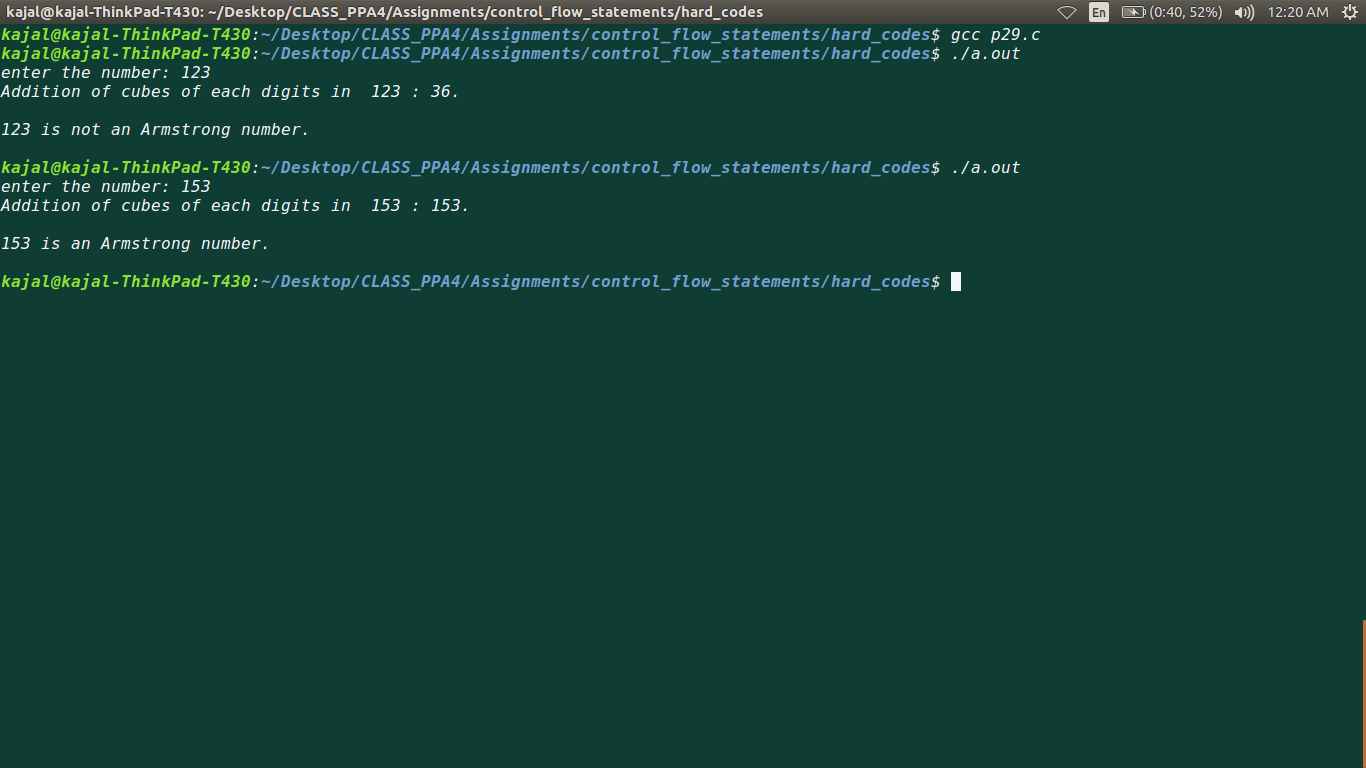 kajal@kajal-ThinkPad-T430: ~/Desktop/CLASS_PPA4/Assignments/control_flow_statements/hard_codes En (0:40, 52%) 12:20 AM
kajal@kajal-ThinkPad-T430:~/Desktop/CLASS_PPA4/Assignments/control_flow_statements/hard_codes$ gcc p29.c
kajal@kajal-ThinkPad-T430:~/Desktop/CLASS_PPA4/Assignments/control_flow_statements/hard_codes$ ./a.out
enter the number: 123
Addition of cubes of each digits in  123 : 36.
123 is not an Armstrong number.
kajal@kajal-ThinkPad-T430:~/Desktop/CLASS_PPA4/Assignments/control_flow_statements/hard_codes$ ./a.out
enter the number: 153
Addition of cubes of each digits in  153 : 153.
153 is an Armstrong number.
kajal@kajal-ThinkPad-T430:~/Desktop/CLASS_PPA4/Assignments/control_flow_statements/hard_codes$